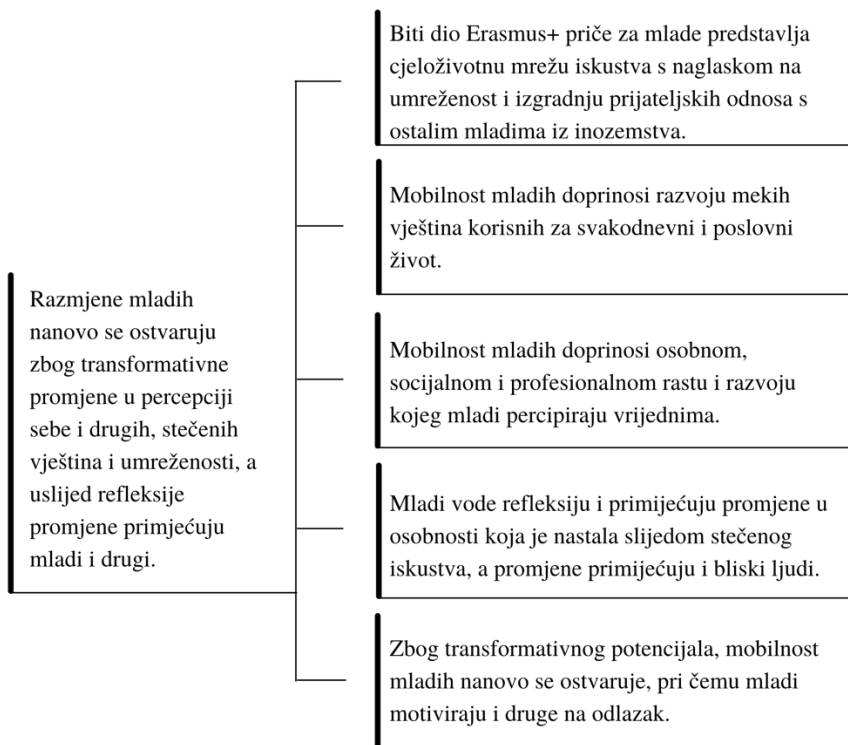 Razmjene mladih
nanovo se ostvaruju
zbog transformativne
promjene u percepciji
sebe i drugih, stečenih
vještina i umreženosti, a
uslijed refleksije
promjene primjećuju
mladi i drugi.
Biti dio Erasmus+ priče za mlade predstavlja
cjeloživotnu mrežu iskustva s naglaskom na
umreženost i izgradnju prijateljskih odnosa s
ostalim mladima iz inozemstva.
Mobilnost mladih doprinosi razvoju mekih
vještina korisnih za svakodnevni i poslovni
život.
Mobilnost mladih doprinosi osobnom,
socijalnom i profesionalnom rastu i razvoju
kojeg mladi percipiraju vrijednima.
Mladi vode refleksiju i primijećuju promjene u
osobnosti koja je nastala slijedom stečenog
iskustva, a promjene primijećuju i bliski ljudi.
Zbog transformativnog potencijala, mobilnost
mladih nanovo se ostvaruje, pri čemu mladi
motiviraju i druge na odlazak.